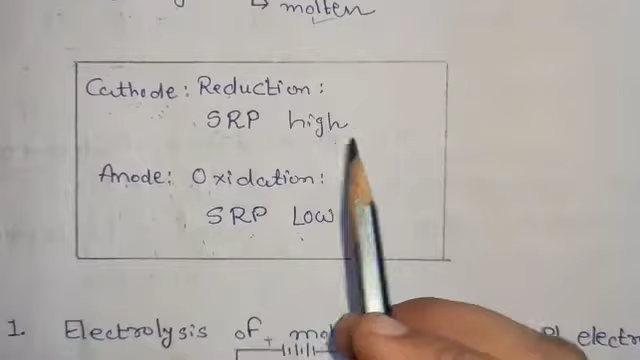 ↳ molten
Cathode: Reduction:
SRP high
Anode: Oxidation:
SRP Low
1. Electrolysis of